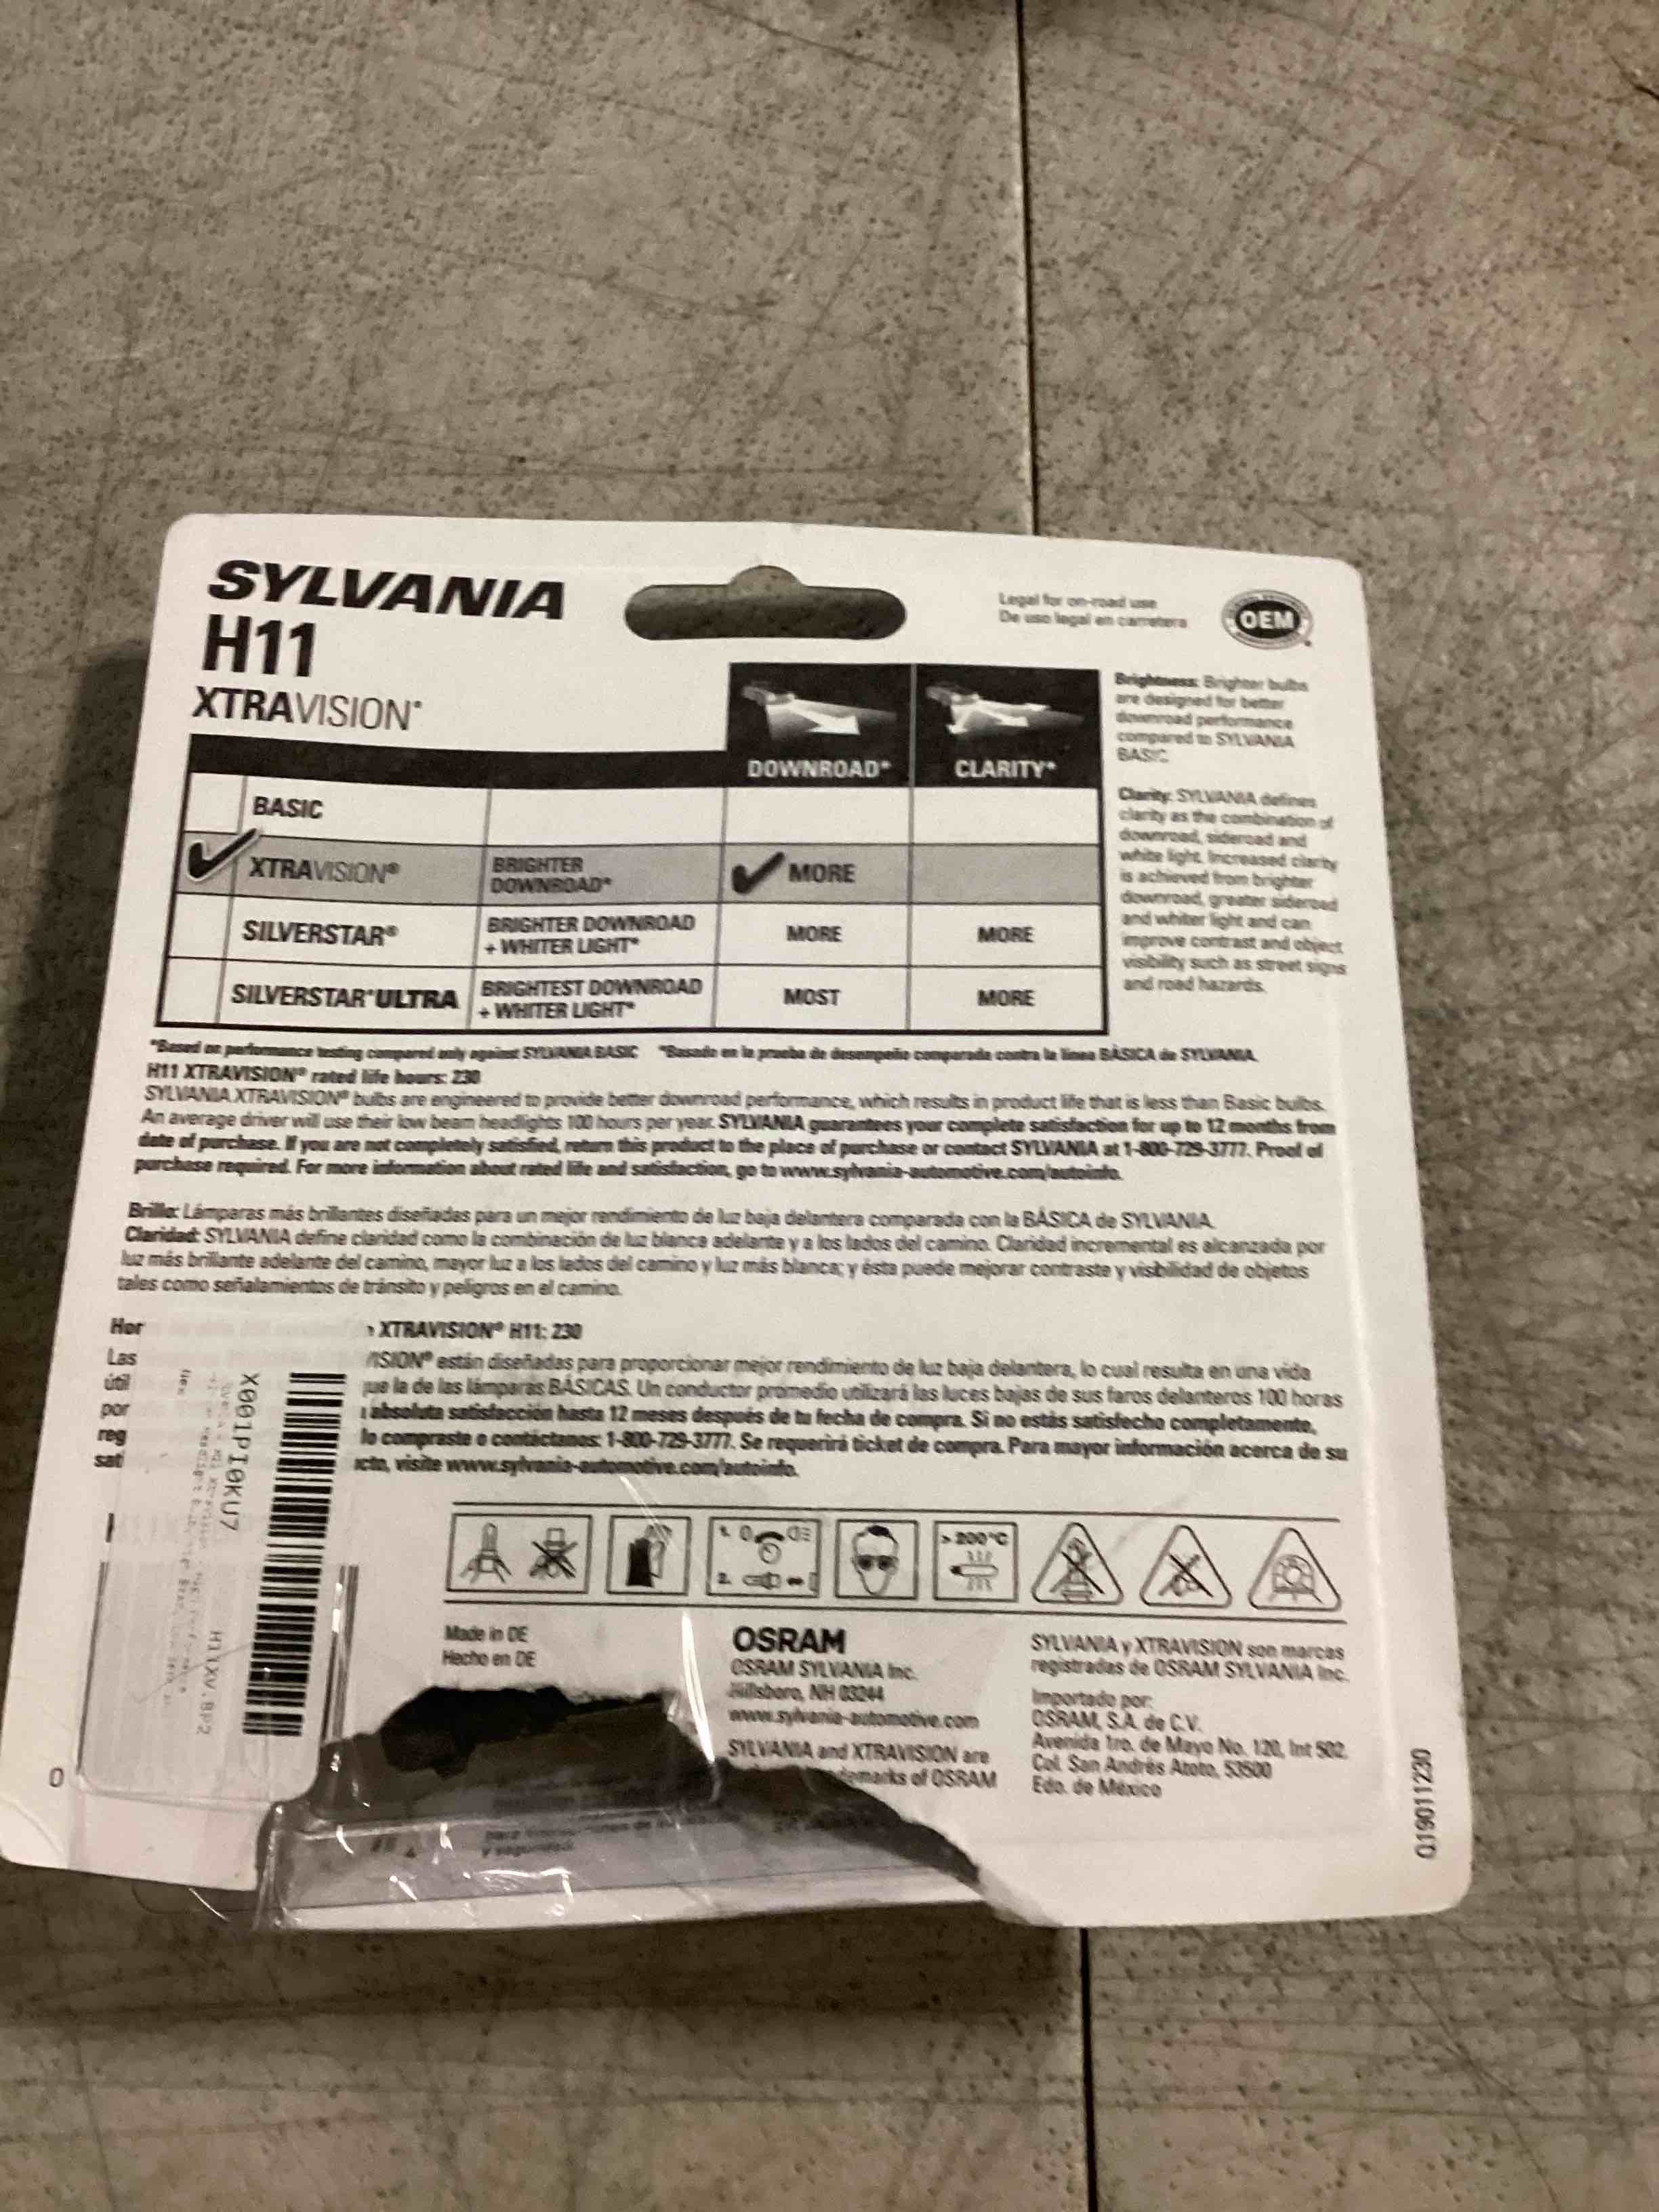 SYLVANIA
H11
XTRAVISION®
Legal for on-road use
De uso legal en carretera
OEM
DOWNROAD* CLARITY*
BASIC
XTRAVISION® BRIGHTER DOWNROAD* MORE
SILVERSTAR® BRIGHTER DOWNROAD + WHITER LIGHT* MORE MORE
SILVERSTAR® ULTRA BRIGHTEST DOWNROAD + WHITER LIGHT* MOST MORE
Brightness: Brighter bulbs
are designed for better
downroad performance
compared to SYLVANIA
BASIC
Clarity: SYLVANIA defines
clarity as the combination of
downroad, sideroad and
white light. Increased clarity
is achieved from brighter
downroad, greater sideroad
and whiter light and can
improve contrast and object
visibility such as street signs
and road hazards.
*Based on performance testing compared only against SYLVANIA BASIC *Basado en la prueba de desempeño comparada contra la línea BÁSICA de SYLVANIA.
H11 XTRAVISION® rated life hours: 230
SYLVANIA XTRAVISION® bulbs are engineered to provide better downroad performance, which results in product life that is less than Basic bulbs.
An average driver will use their low beam headlights 100 hours per year. SYLVANIA guarantees your complete satisfaction for up to 12 months from
date of purchase. If you are not completely satisfied, return this product to the place of purchase or contact SYLVANIA at 1-800-729-3777. Proof of
purchase required. For more information about rated life and satisfaction, go to www.sylvania-automotive.com/autoinfo.
Brillo: Lámparas más brillantes diseñadas para un mejor rendimiento de luz baja delantera comparada con la BÁSICA de SYLVANIA.
Claridad: SYLVANIA define claridad como la combinación de luz blanca adelante y a los lados del camino. Claridad incremental es alcanzada por
luz más brillante adelante del camino, mayor luz a los lados del camino y luz más blanca; y ésta puede mejorar contraste y visibilidad de objetos
tales como señalamientos de tránsito y peligros en el camino.
Hor XTRAVISION® H11: 230
Las VISION® están diseñadas para proporcionar mejor rendimiento de luz baja delantera, lo cual resulta en una vida
útil que la de las lámparas BÁSICAS. Un conductor promedio utilizará las luces bajas de sus faros delanteros 100 horas
por absoluta satisfacción hasta 12 meses después de tu fecha de compra. Si no estás satisfecho completamente,
reg lo compraste o contáctanos: 1-800-729-3777. Se requerirá ticket de compra. Para mayor información acerca de su
sati cto, visite www.sylvania-automotive.com/autoinfo.
X001PI0KU7
H11XV.BP2
1.
2.
> 200°C
Made in DE
Hecho en DE
OSRAM
OSRAM SYLVANIA Inc.
Hillsboro, NH 03244
www.sylvania-automotive.com
SYLVANIA and XTRAVISION are
demarks of OSRAM
SYLVANIA y XTRAVISION son marcas
registradas de OSRAM SYLVANIA Inc.
Importado por:
OSRAM, S.A. de C.V.
Avenida 1ro. de Mayo No. 120, Int 502
Col. San Andrés Atoto, 53500
Edo. de México
y seguridad.
0
019011230